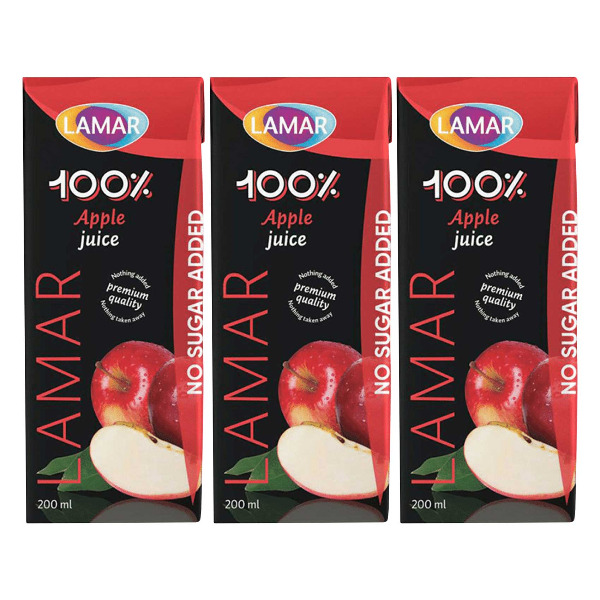 LAMAR
100%
Apple
juice
LAMAR
Nothing added
premium
quality
Nothing taken away
NO SUGAR ADDED
200 ml
LAMAR
100%
Apple
juice
LAMAR
Nothing added
premium
quality
Nothing taken away
NO SUGAR ADDED
200 ml
LAMAR
100%
Apple
juice
LAMAR
Nothing added
premium
quality
Nothing taken away
NO SUGAR ADDED
200 ml